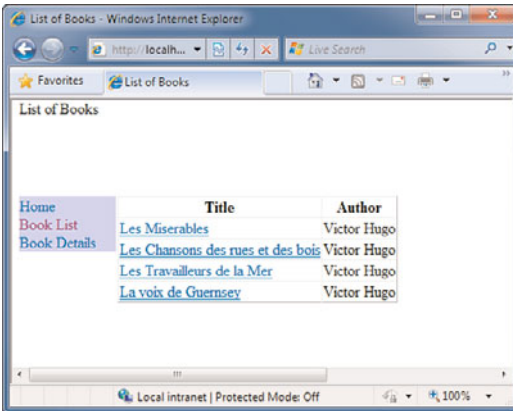 List of Books - Windows Internet Explorer
http://localh...
Live Search
Favorites
List of Books
List of Books
Home
Book List
Book Details
Title Author
Les Miserables Victor Hugo
Les Chansons des rues et des bois Victor Hugo
Les Travailleurs de la Mer Victor Hugo
La voix de Guernsey Victor Hugo
Local intranet | Protected Mode: Off
100%